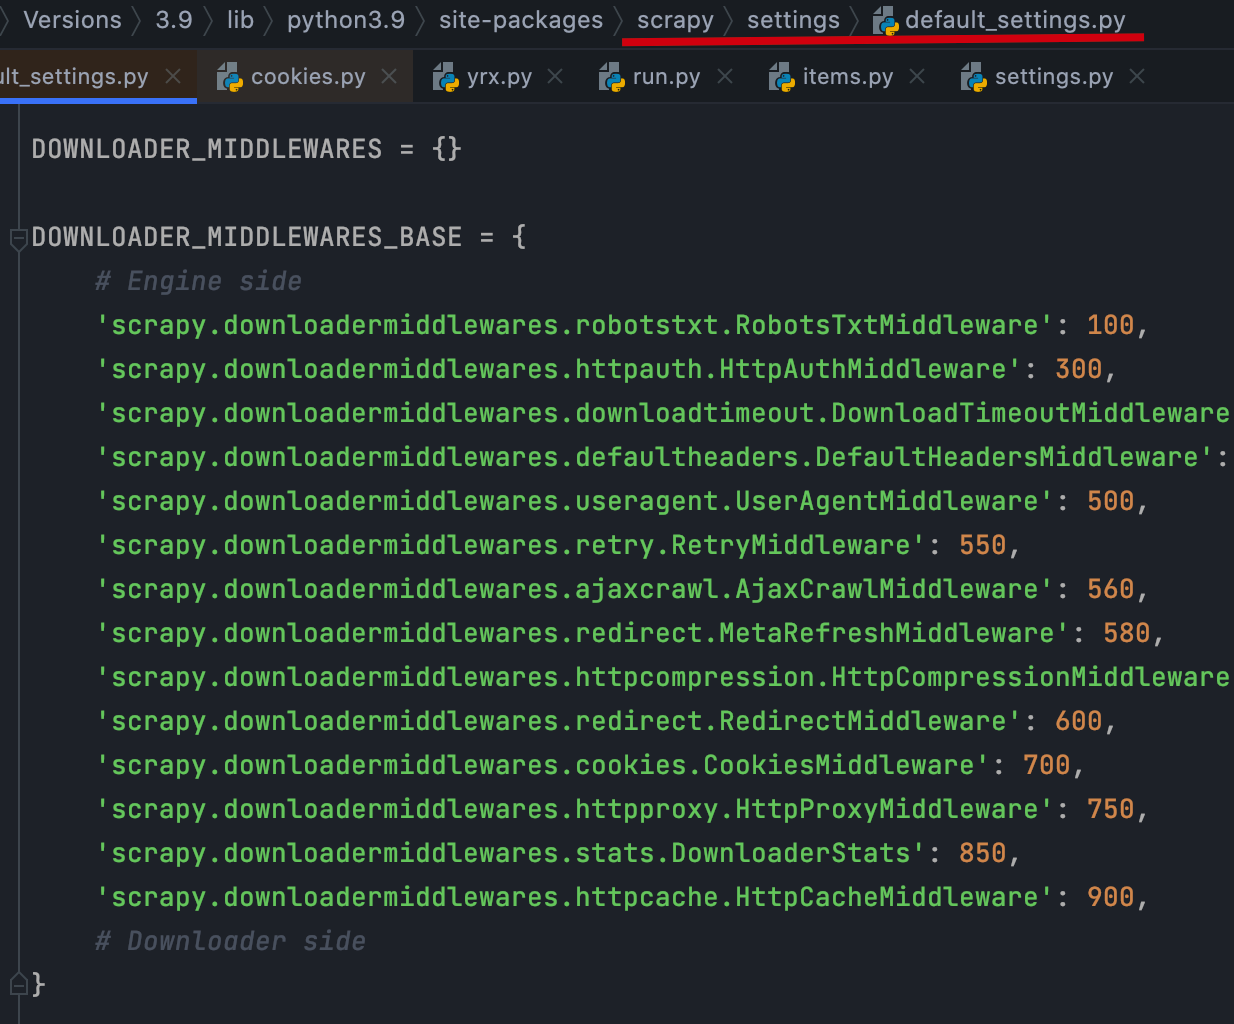 Versions 3.9 lib python3.9 site-packages scrapy settings default_settings.py
ult_settings.py cookies.py yrx.py run.py items.py settings.py
DOWNLOADER_MIDDLEWARES = {}
DOWNLOADER_MIDDLEWARES_BASE = {
# Engine side
'scrapy.downloadermiddlewares.robotstxt.RobotsTxtMiddleware': 100,
'scrapy.downloadermiddlewares.httpauth.HttpAuthMiddleware': 300,
'scrapy.downloadermiddlewares.downloadtimeout.DownloadTimeoutMiddleware
'scrapy.downloadermiddlewares.defaultheaders.DefaultHeadersMiddleware':
'scrapy.downloadermiddlewares.useragent.UserAgentMiddleware': 500,
'scrapy.downloadermiddlewares.retry.RetryMiddleware': 550,
'scrapy.downloadermiddlewares.ajaxcrawl.AjaxCrawlMiddleware': 560,
'scrapy.downloadermiddlewares.redirect.MetaRefreshMiddleware': 580,
'scrapy.downloadermiddlewares.httpcompression.HttpCompressionMiddleware
'scrapy.downloadermiddlewares.redirect.RedirectMiddleware': 600,
'scrapy.downloadermiddlewares.cookies.CookiesMiddleware': 700,
'scrapy.downloadermiddlewares.httpproxy.HttpProxyMiddleware': 750,
'scrapy.downloadermiddlewares.stats.DownloaderStats': 850,
'scrapy.downloadermiddlewares.httpcache.HttpCacheMiddleware': 900,
# Downloader side
}